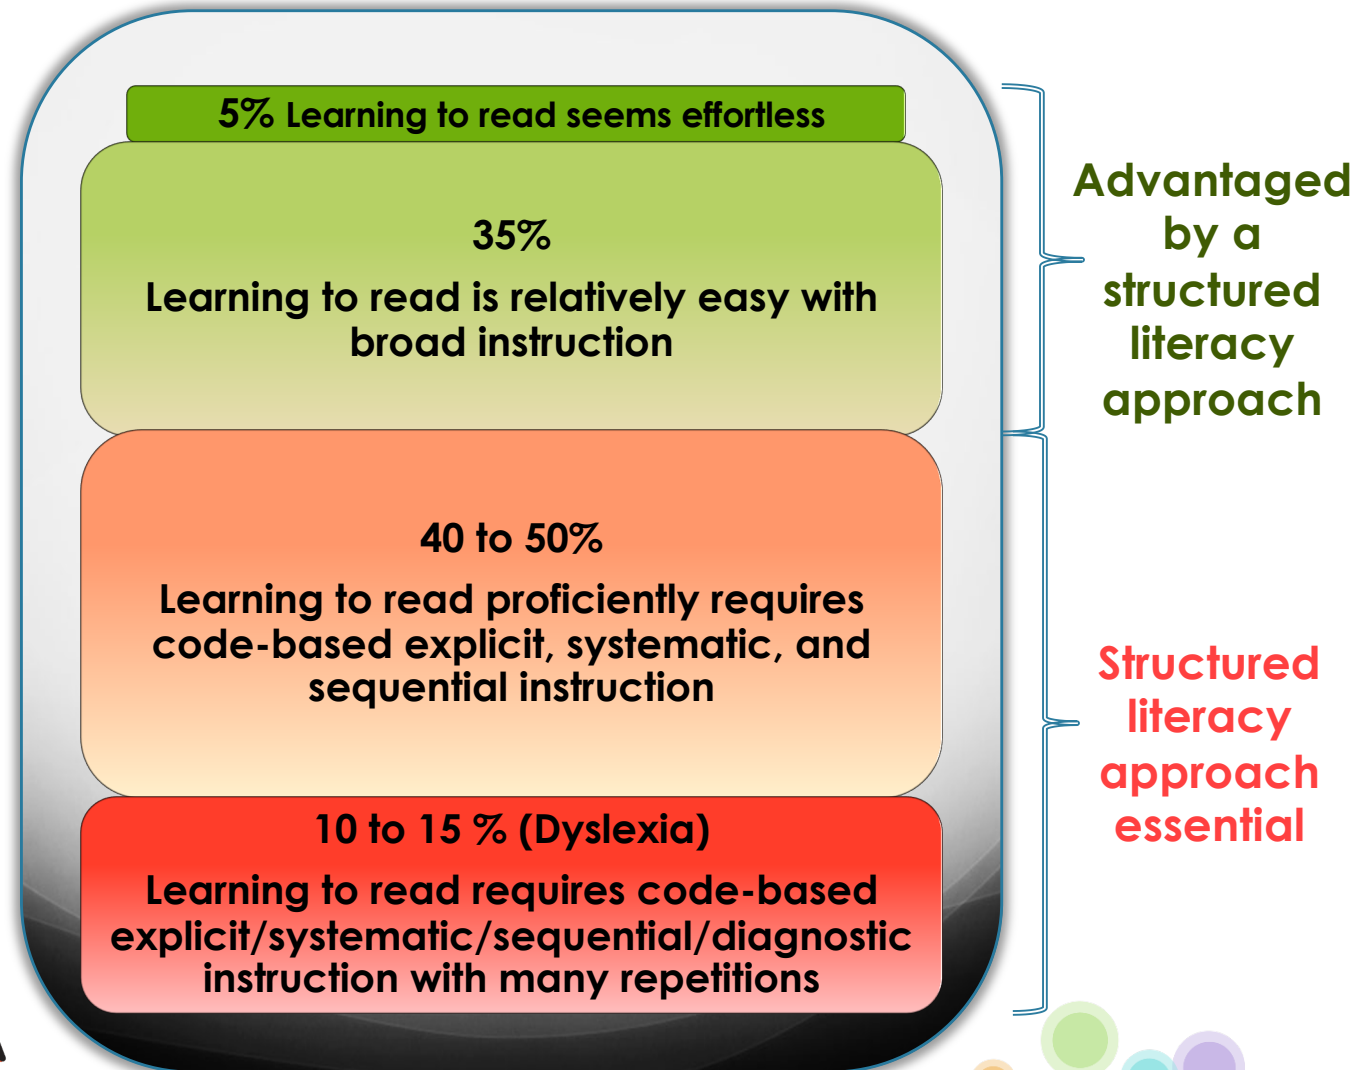 5% Learning to read seems effortless
35%
Learning to read is relatively easy with
broad instruction
Advantaged
by a
structured
literacy
approach
40 to 50%
Learning to read proficiently requires
code-based explicit, systematic, and
sequential instruction
10 to 15 % (Dyslexia)
Learning to read requires code-based
explicit/systematic/sequential/diagnostic
instruction with many repetitions
Structured
literacy
approach
essential